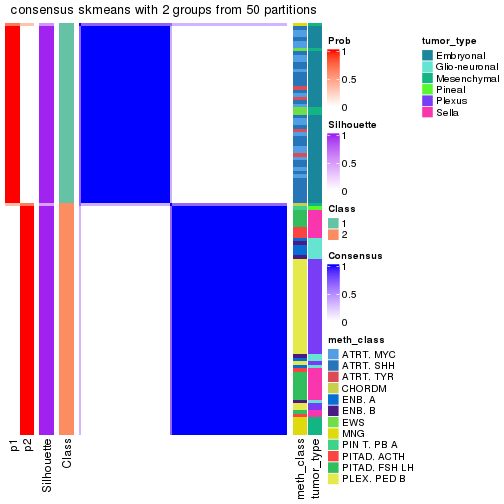 consensus skmeans with 2 groups from 50 partitions
Prob
1
0.5
0
Silhouette
1
0.5
0
Class
1
2
Consensus
1
0.5
0
meth_class
ATRT. MYC
ATRT. SHH
ATRT. TYR
CHORDM
ENB. A
ENB. B
EWS
MNG
PIN T. PB A
PITAD. ACTH
PITAD. FSH LH
PLEX. PED B
tumor_type
Embryonal
Glio-neuronal
Mesenchymal
Pineal
Plexus
Sella
p1
p2
Silhouette
Class
meth_class
tumor_type